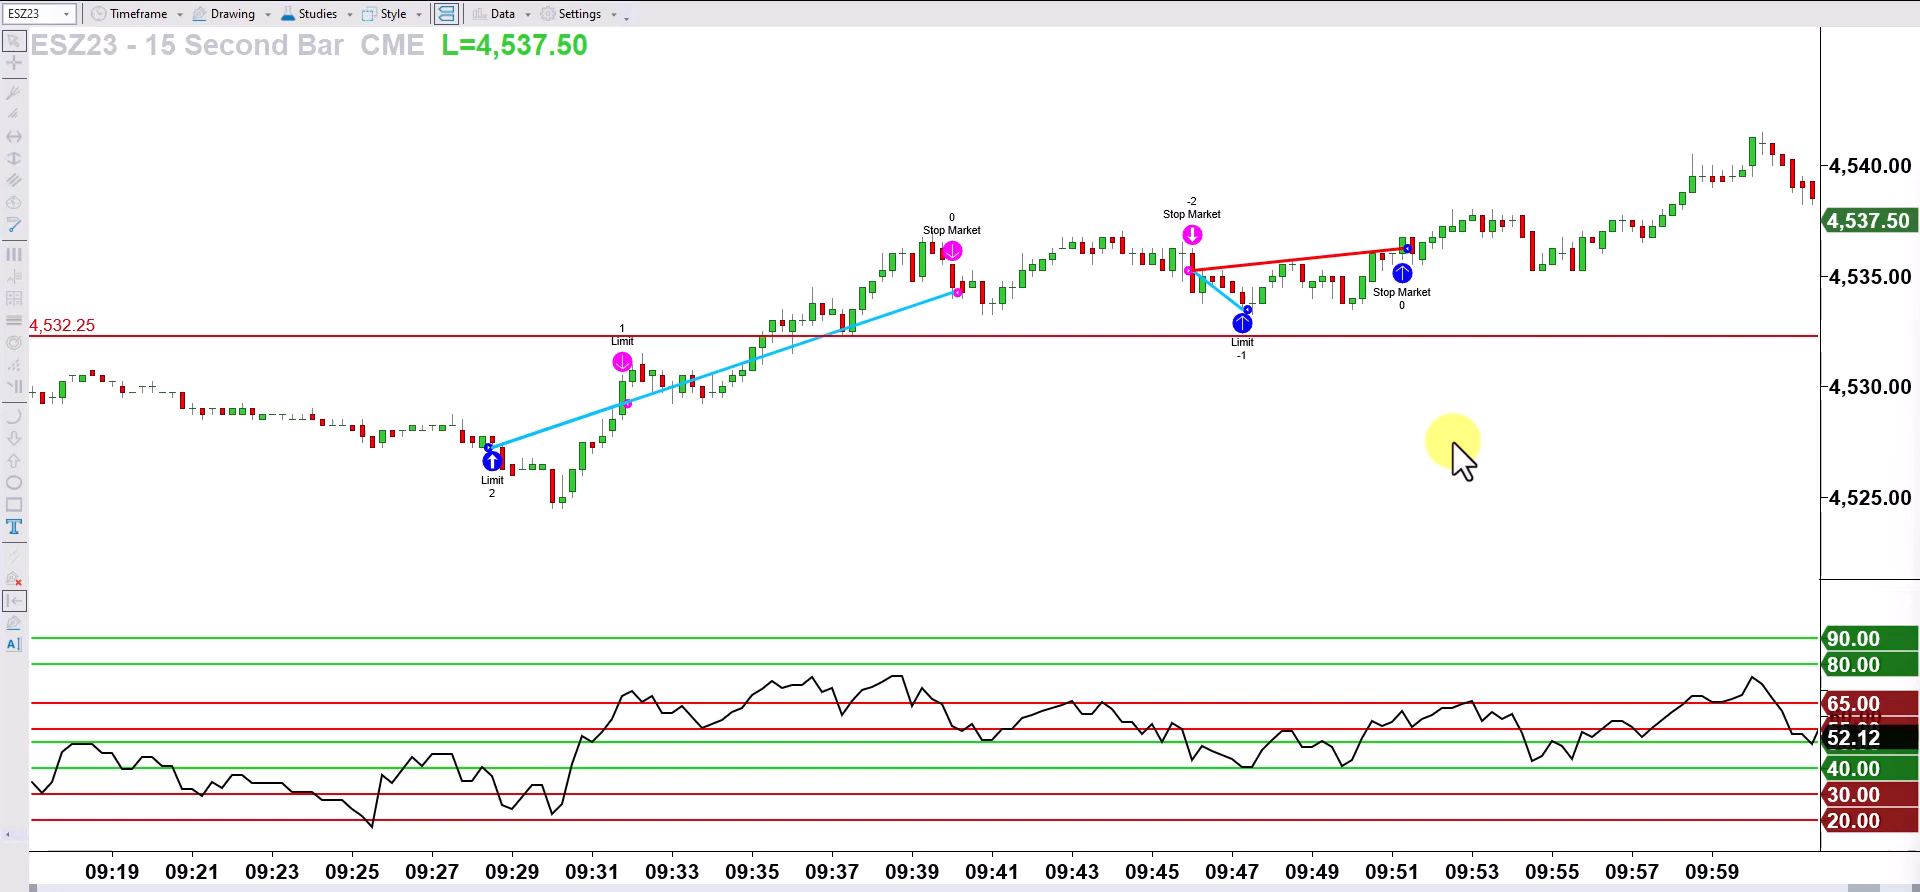 ESZ23 Timeframe Drawing Studies Style Data Settings
ESZ23 - 15 Second Bar CME L=4,537.50
4,540.00
-2
Stop Market
0
Stop Market
4,537.50
4,535.00
Stop Market
0
4,532.25
1
Limit
Limit
-1
4,530.00
Limit
2
4,525.00
T
A
90.00
80.00
65.00
52.12
40.00
30.00
20.00
09:19 09:21 09:23 09:25 09:27 09:29 09:31 09:33 09:35 09:37 09:39 09:41 09:43 09:45 09:47 09:49 09:51 09:53 09:55 09:57 09:59